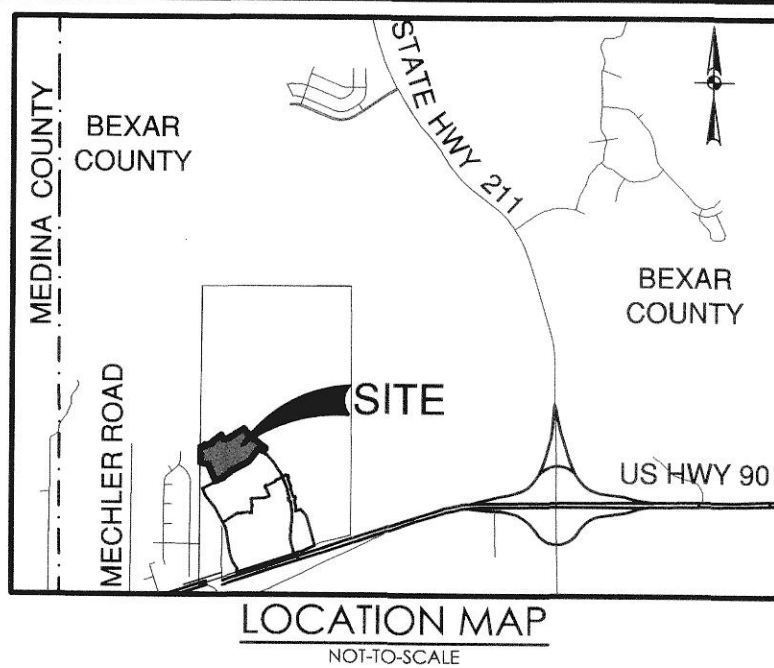 MEDINA COUNTY
BEXAR
COUNTY
STATE HWY 211
BEXAR
COUNTY
MECHLER ROAD
SITE
US HWY 90
LOCATION MAP
NOT-TO-SCALE